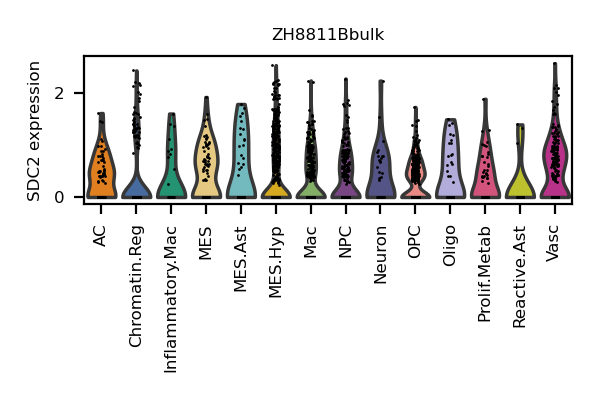 ZH8811Bbulk
SDC2 expression
2
0
AC
Chromatin.Reg
Inflammatory.Mac
MES
MES.Ast
MES.Hyp
Mac
NPC
Neuron
OPC
Oligo
Prolif.Metab
Reactive.Ast
Vasc